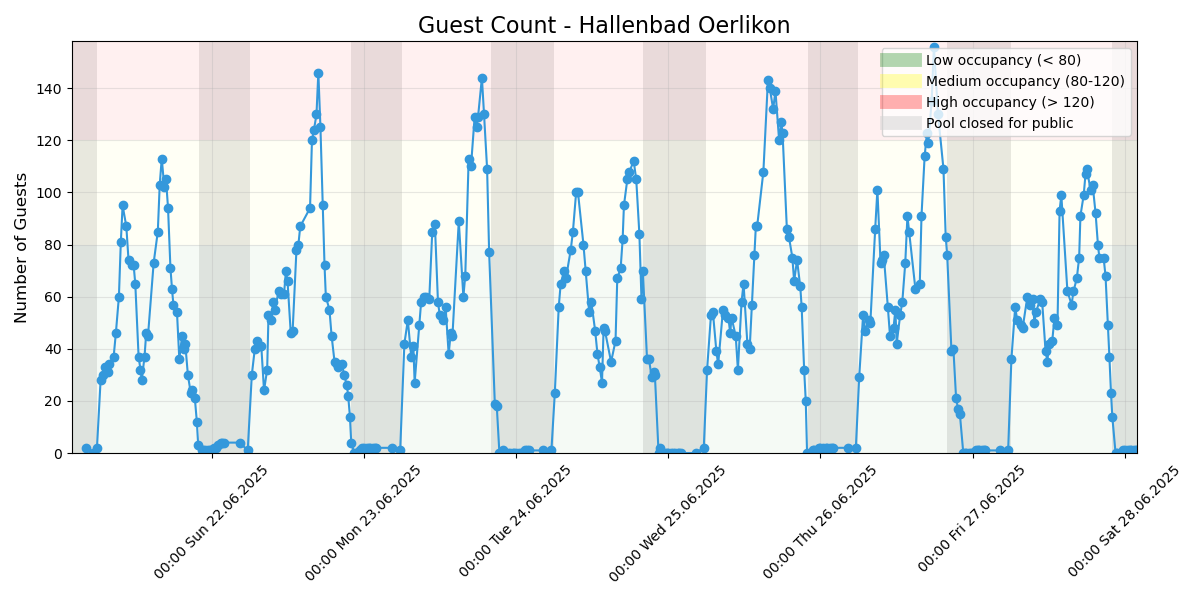 Guest Count - Hallenbad Oerlikon
Number of Guests
140
120
100
80
60
40
20
0
Low occupancy (< 80)
Medium occupancy (80-120)
High occupancy (> 120)
Pool closed for public
00:00 Sun 22.06.2025
00:00 Mon 23.06.2025
00:00 Tue 24.06.2025
00:00 Wed 25.06.2025
00:00 Thu 26.06.2025
00:00 Fri 27.06.2025
00:00 Sat 28.06.2025